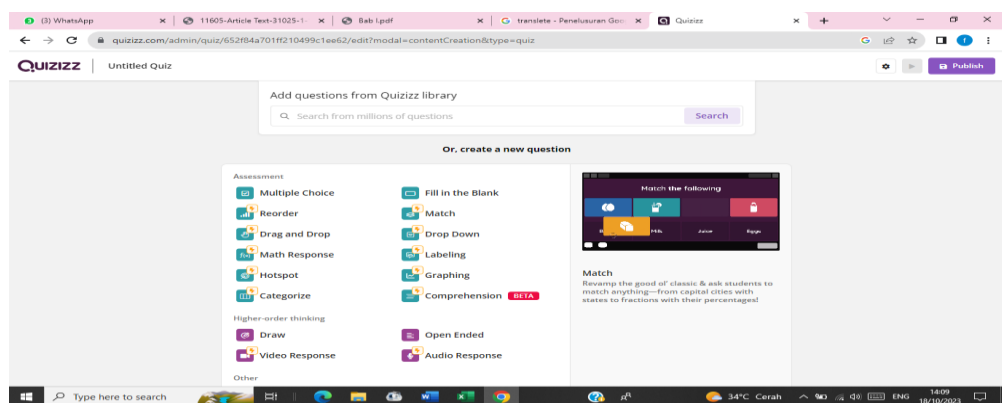 (3) WhatsApp
11605-Article Text-31025-1-
Bab I.pdf
translete - Penelusuran Goo
Quizizz
quizizz.com/admin/quiz/652f84a701ff210499c1ee62/edit?modal=contentCreation&type=quiz
QUIZIZZ
Untitled Quiz
Publish
Add questions from Quizizz library
Search from millions of questions
Search
Or, create a new question
Assessment
Multiple Choice
Fill in the Blank
Reorder
Match
Drag and Drop
Drop Down
Math Response
Labeling
Hotspot
Graphing
Categorize
Comprehension BETA
Higher-order thinking
Draw
Open Ended
Video Response
Audio Response
Other
Match the following
Milk
Juice
Eggs
Match
Revamp the good ol' classic & ask students to
match anything—from capital cities with
states to fractions with their percentages!
Type here to search
34°C Cerah
ENG
14:09
18/10/2023